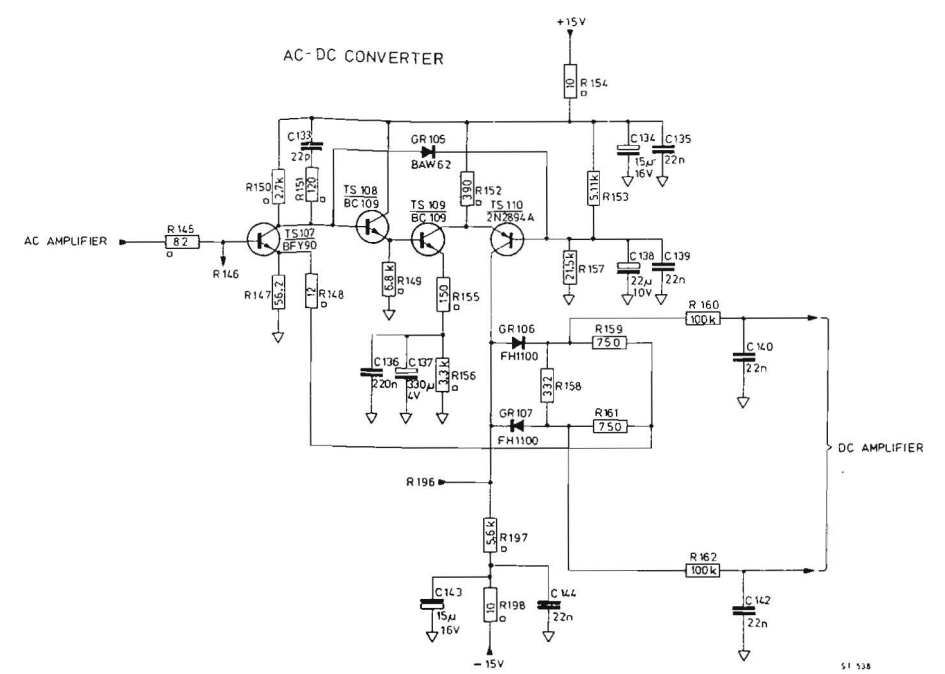 +15V
AC-DC CONVERTER
10
R154
C133
22p
GR105
BAW62
C134
15µ
16V
C135
22n
R150
2.7k
R151
120
TS108
BC109
TS109
BC109
390
R152
TS110
2N2894A
5.11k
R153
R145
82
AC AMPLIFIER
TS107
BFY90
R146
R147
56.2
12
R148
6.8k
R149
150
R155
21.5k
R157
C138
22µ
10V
C139
22n
R160
100k
GR106
FH1100
R159
750
C136
220n
C137
330µ
4V
3.3k
R156
332
R158
C140
22n
GR107
FH1100
R161
750
DC AMPLIFIER
R196
5.6k
R197
R162
100k
C143
15µ
16V
10
R198
C144
22n
C142
22n
-15V
ST 538